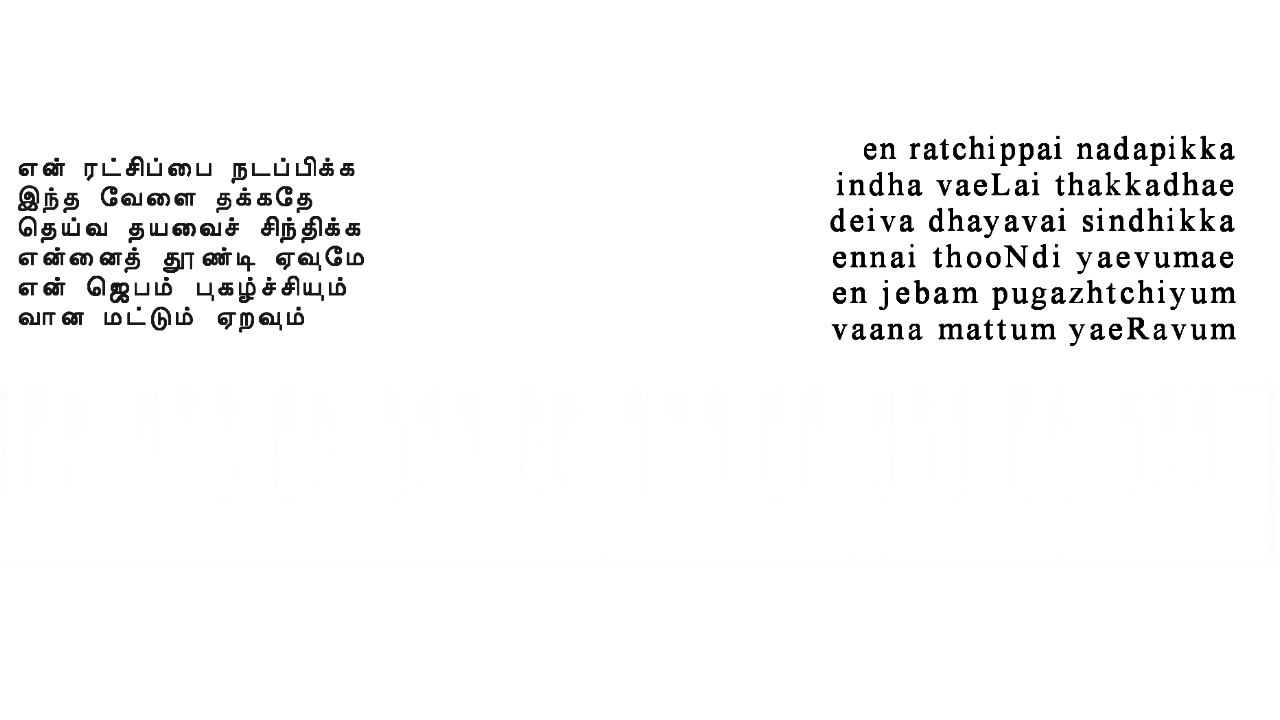 என் ரட்சிப்பை நடப்பிக்க
இந்த வேளை தக்கதே
தெய்வ தயவைச் சிந்திக்க
என்னைத் தூண்டி ஏவுமே
என் ஜெபம் புகழ்ச்சியும்
வான மட்டும் ஏறவும்
en ratchippai nadapikka
indha vaeLai thakkadhae
deiva dhayavai sindhikka
ennai thooNdi yaevumae
en jebam pugazhtchiyum
vaana mattum yaeRavum